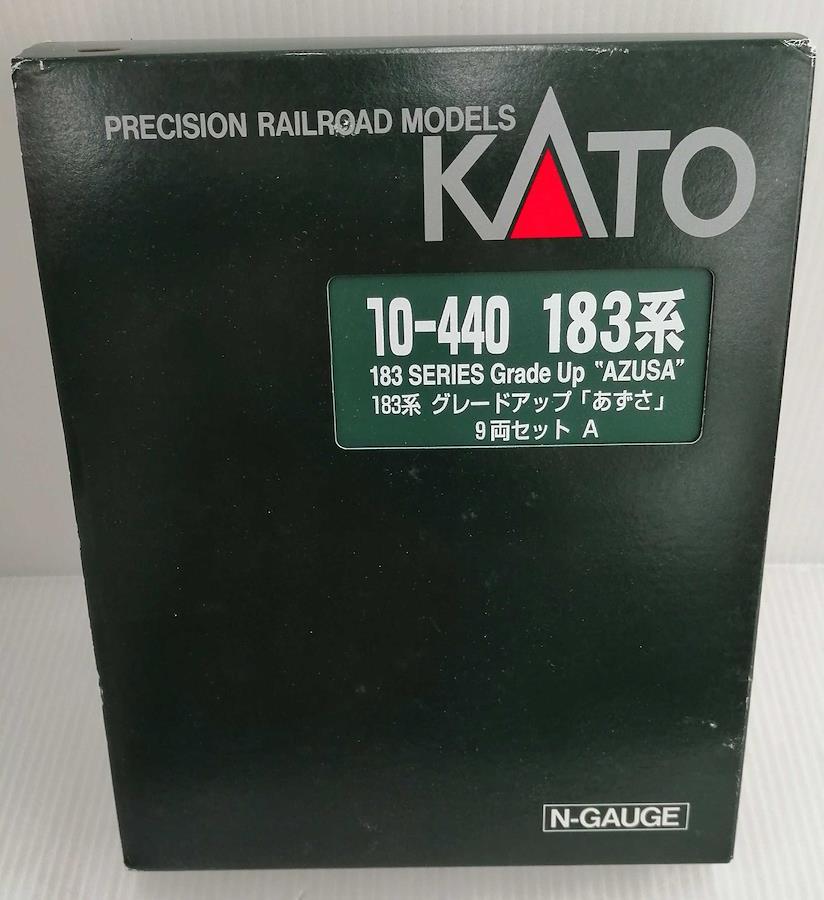 PRECISION RAILROAD MODELS
KATO
10-440 183系
183 SERIES Grade Up “AZUSA”
183系 グレードアップ「あずさ」
9両セット A
N-GAUGE